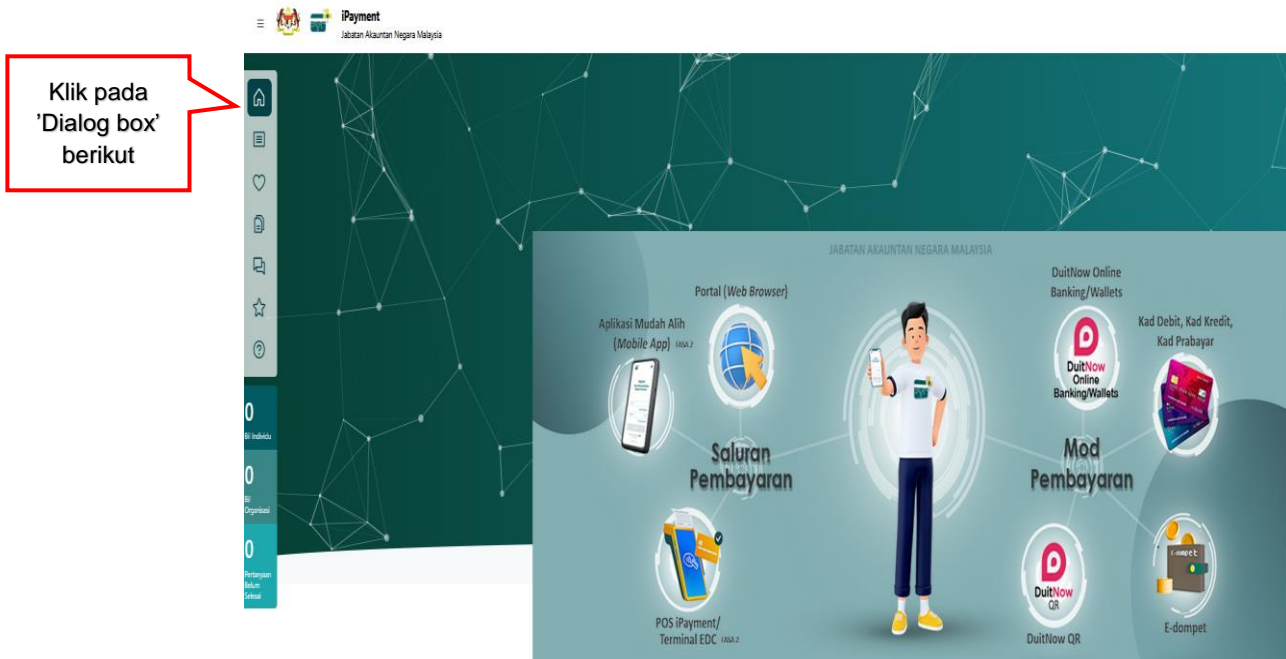 iPayment
Jabatan Akauntan Negara Malaysia
Klik pada
’Dialog box’
berikut
0
Bil Individu
0
Bil
Organisasi
0
Pertanyaan
Belum
Selesai
JABATAN AKAUNTAN NEGARA MALAYSIA
Portal (Web Browser)
Aplikasi Mudah Alih
(Mobile App) FASA 2
Saluran
Pembayaran
POS iPayment/
Terminal EDC FASA 2
DuitNow Online
Banking/Wallets
DuitNow
Online
Banking/Wallets
Kad Debit, Kad Kredit,
Kad Prabayar
Mod
Pembayaran
DuitNow
QR
DuitNow QR
E-dompet
E-dompet